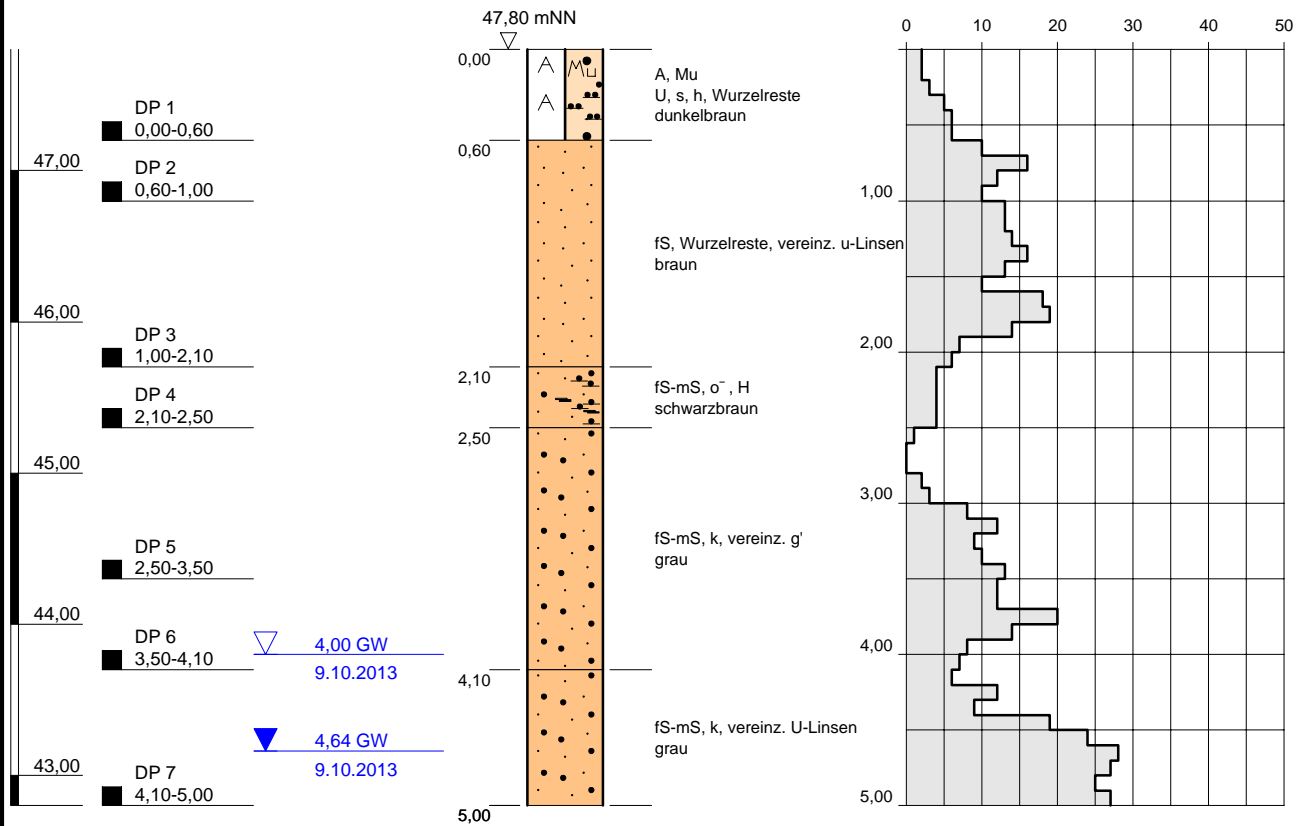 47,80 mNN
0 10 20 30 40 50
0,00
A A Mu
A, Mu
U, s, h, Wurzelreste
dunkelbraun
DP 1
0,00-0,60
0,60
47,00
DP 2
0,60-1,00
1,00
fS, Wurzelreste, vereinz. u-Linsen
braun
46,00
DP 3
1,00-2,10
2,00
2,10
fS-mS, o⁻ , H
schwarzbraun
DP 4
2,10-2,50
2,50
45,00
3,00
DP 5
2,50-3,50
fS-mS, k, vereinz. g'
grau
44,00
DP 6
3,50-4,10
4,00 GW
9.10.2013
4,00
4,10
fS-mS, k, vereinz. U-Linsen
grau
4,64 GW
9.10.2013
43,00
DP 7
4,10-5,00
5,00
5,00